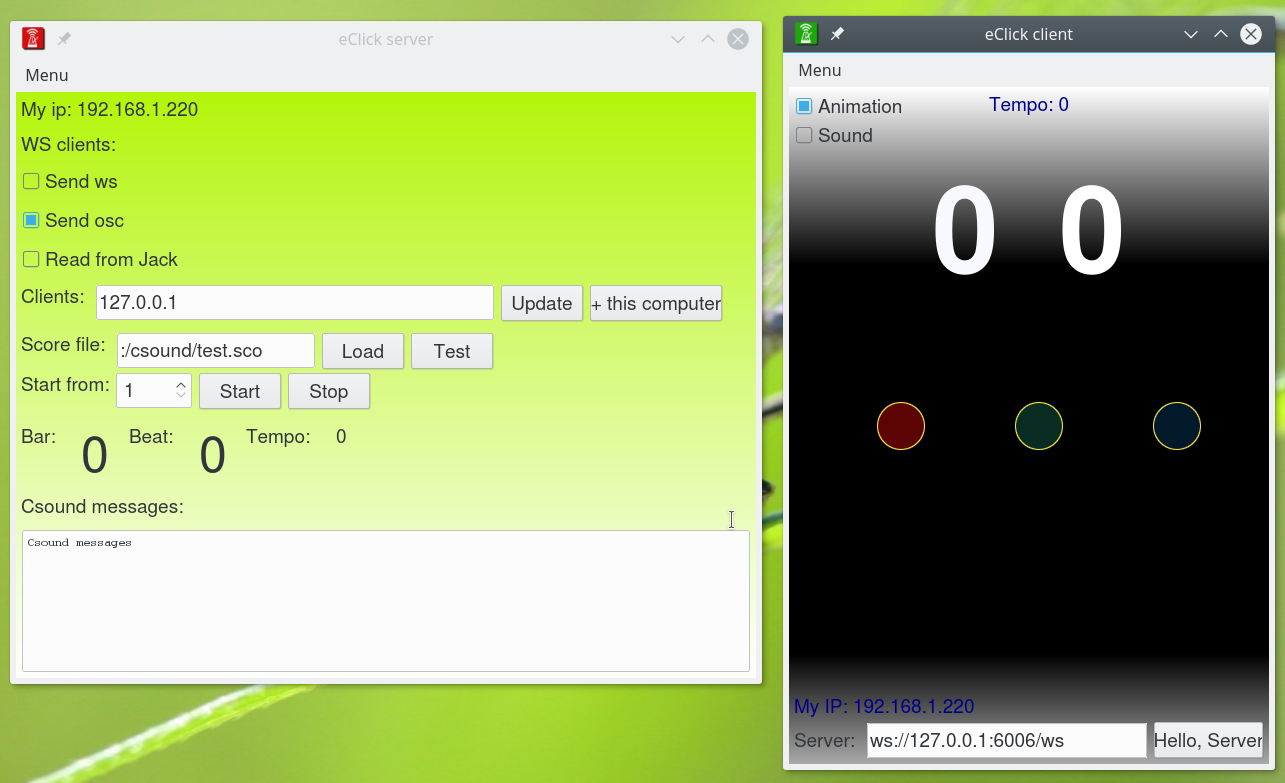 eClick server
Menu
My ip: 192.168.1.220
WS clients:
Send ws
Send osc
Read from Jack
Clients: 127.0.0.1 Update + this computer
Score file: :/csound/test.sco Load Test
Start from: 1 Start Stop
Bar: 0 Beat: 0 Tempo: 0
Csound messages:
Csound messages
eClick client
Menu
Animation Tempo: 0
Sound
0 0
My IP: 192.168.1.220
Server: ws://127.0.0.1:6006/ws Hello, Server